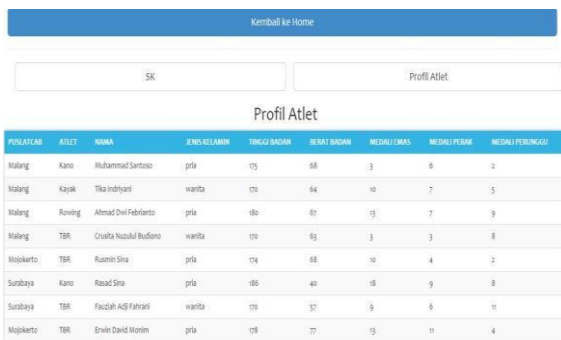 Kembali ke Home
SK
Profil Atlet
Profil Atlet
PUSLATCAB ATLET NAMA JENIS KELAMIN TINGGI BADAN BERAT BADAN MEDALI EMAS MEDALI PERAK MEDALI PERUNGGU
Malang Kano Muhammad Santoso pria 175 68 3 6 2
Malang Kayak Tika Indriyani wanita 170 64 10 7 5
Malang Rowing Ahmad Dwi Febrianto pria 180 67 13 7 9
Malang TBR Crusita Nuzulul Budiono wanita 170 63 3 3 8
Mojokerto TBR Rusmin Sina pria 174 68 10 4 2
Surabaya Kano Rasad Sina pria 186 40 18 9 8
Surabaya TBR Fauziah Adji Fahrani wanita 170 57 9 6 11
Mojokerto TBR Erwin David Monim pria 178 77 13 11 4